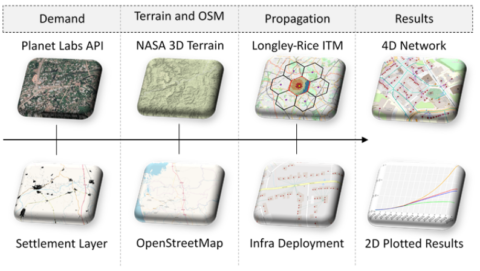 Demand
Terrain and OSM
Propagation
Results
Planet Labs API
NASA 3D Terrain
Longley-Rice ITM
4D Network
Settlement Layer
OpenStreetMap
Infra Deployment
2D Plotted Results